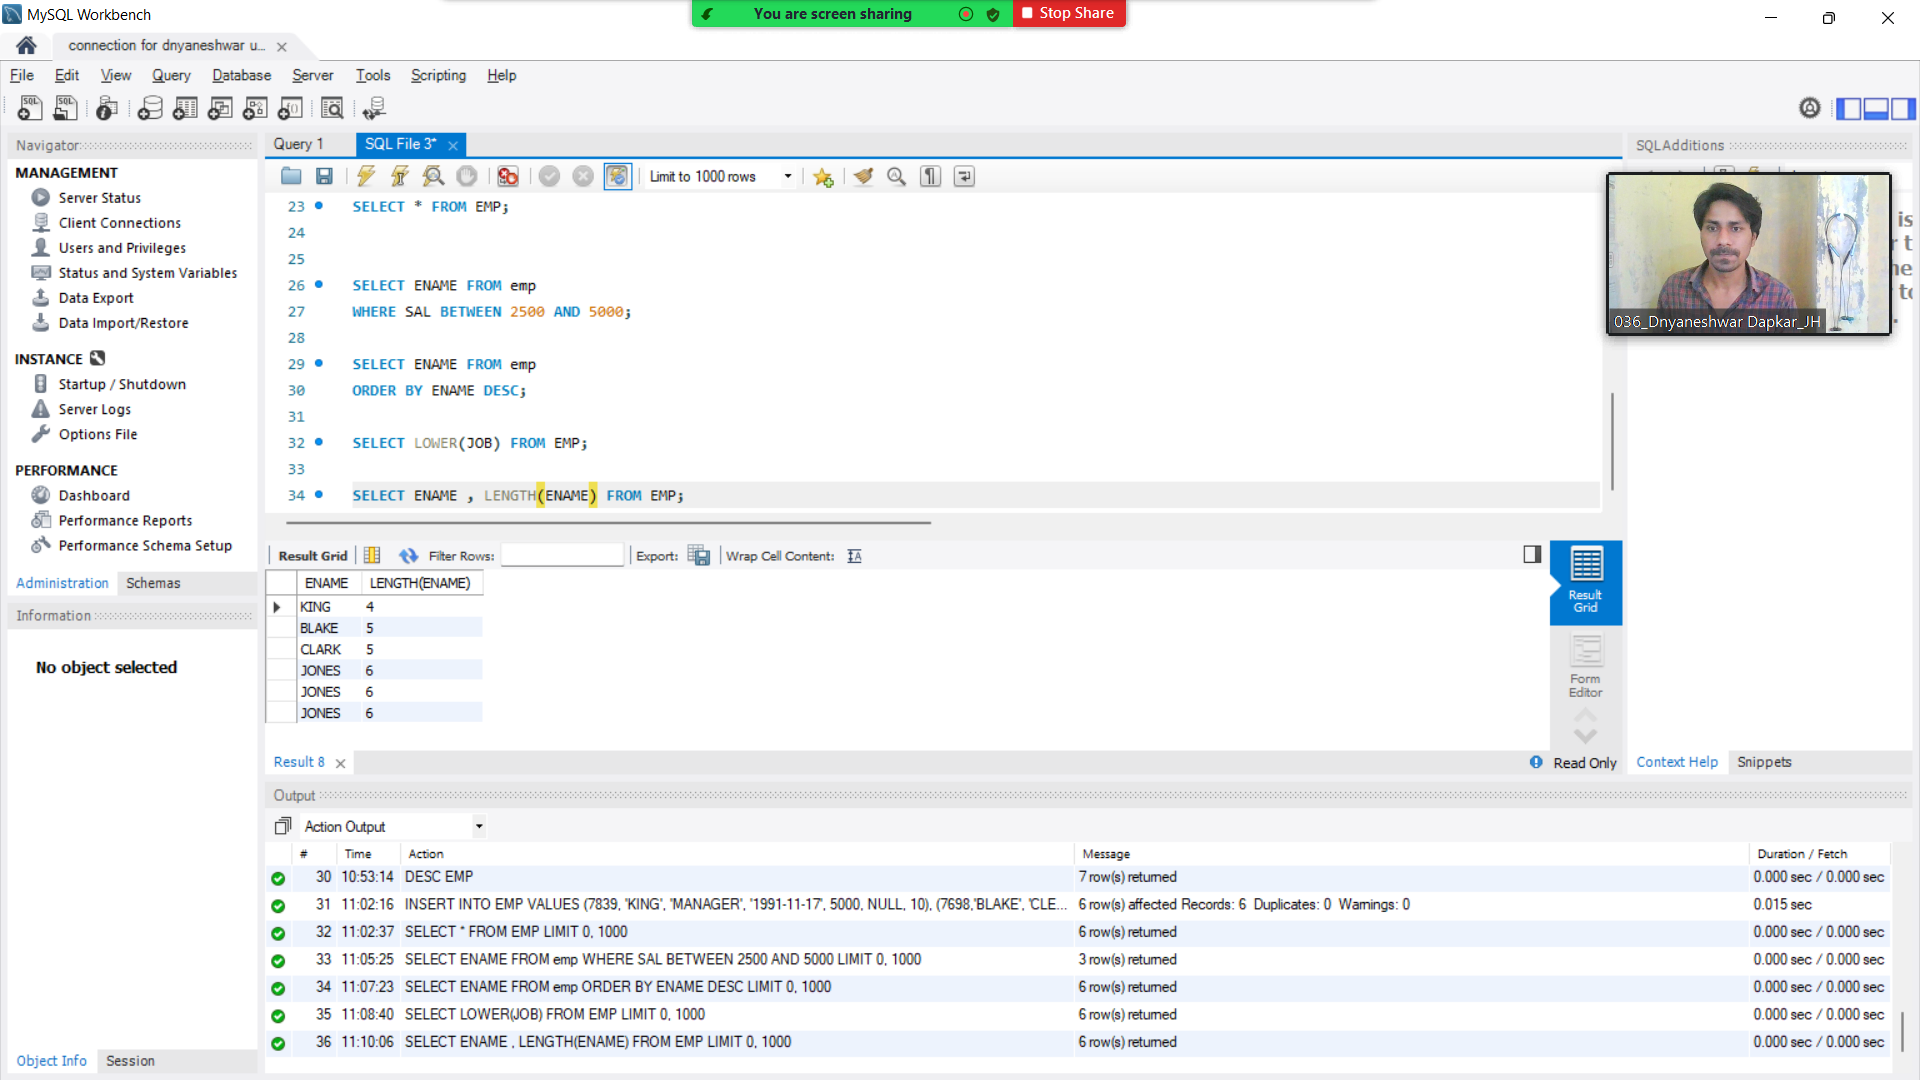 MySQL Workbench
You are screen sharing
Stop Share
connection for dnyaneshwar u...
File Edit View Query Database Server Tools Scripting Help
Navigator
MANAGEMENT
Server Status
Client Connections
Users and Privileges
Status and System Variables
Data Export
Data Import/Restore
INSTANCE
Startup / Shutdown
Server Logs
Options File
PERFORMANCE
Dashboard
Performance Reports
Performance Schema Setup
Administration Schemas
Information
No object selected
Object Info Session
Query 1 SQL File 3*
Limit to 1000 rows
23 SELECT * FROM EMP;
24
25
26 SELECT ENAME FROM emp
27 WHERE SAL BETWEEN 2500 AND 5000;
28
29 SELECT ENAME FROM emp
30 ORDER BY ENAME DESC;
31
32 SELECT LOWER(JOB) FROM EMP;
33
34 SELECT ENAME , LENGTH(ENAME) FROM EMP;
Result Grid Filter Rows: Export: Wrap Cell Content:
ENAME LENGTH(ENAME)
KING 4
BLAKE 5
CLARK 5
JONES 6
JONES 6
JONES 6
Result
Grid
Form
Editor
Result 8
Read Only
SQLAdditions
036_Dnyaneshwar Dapkar_JH
Context Help Snippets
Output
Action Output
# Time Action Message Duration / Fetch
30 10:53:14 DESC EMP 7 row(s) returned 0.000 sec / 0.000 sec
31 11:02:16 INSERT INTO EMP VALUES (7839, 'KING', 'MANAGER', '1991-11-17', 5000, NULL, 10), (7698,'BLAKE', 'CLE... 6 row(s) affected Records: 6 Duplicates: 0 Warnings: 0 0.015 sec
32 11:02:37 SELECT * FROM EMP LIMIT 0, 1000 6 row(s) returned 0.000 sec / 0.000 sec
33 11:05:25 SELECT ENAME FROM emp WHERE SAL BETWEEN 2500 AND 5000 LIMIT 0, 1000 3 row(s) returned 0.000 sec / 0.000 sec
34 11:07:23 SELECT ENAME FROM emp ORDER BY ENAME DESC LIMIT 0, 1000 6 row(s) returned 0.000 sec / 0.000 sec
35 11:08:40 SELECT LOWER(JOB) FROM EMP LIMIT 0, 1000 6 row(s) returned 0.000 sec / 0.000 sec
36 11:10:06 SELECT ENAME , LENGTH(ENAME) FROM EMP LIMIT 0, 1000 6 row(s) returned 0.000 sec / 0.000 sec